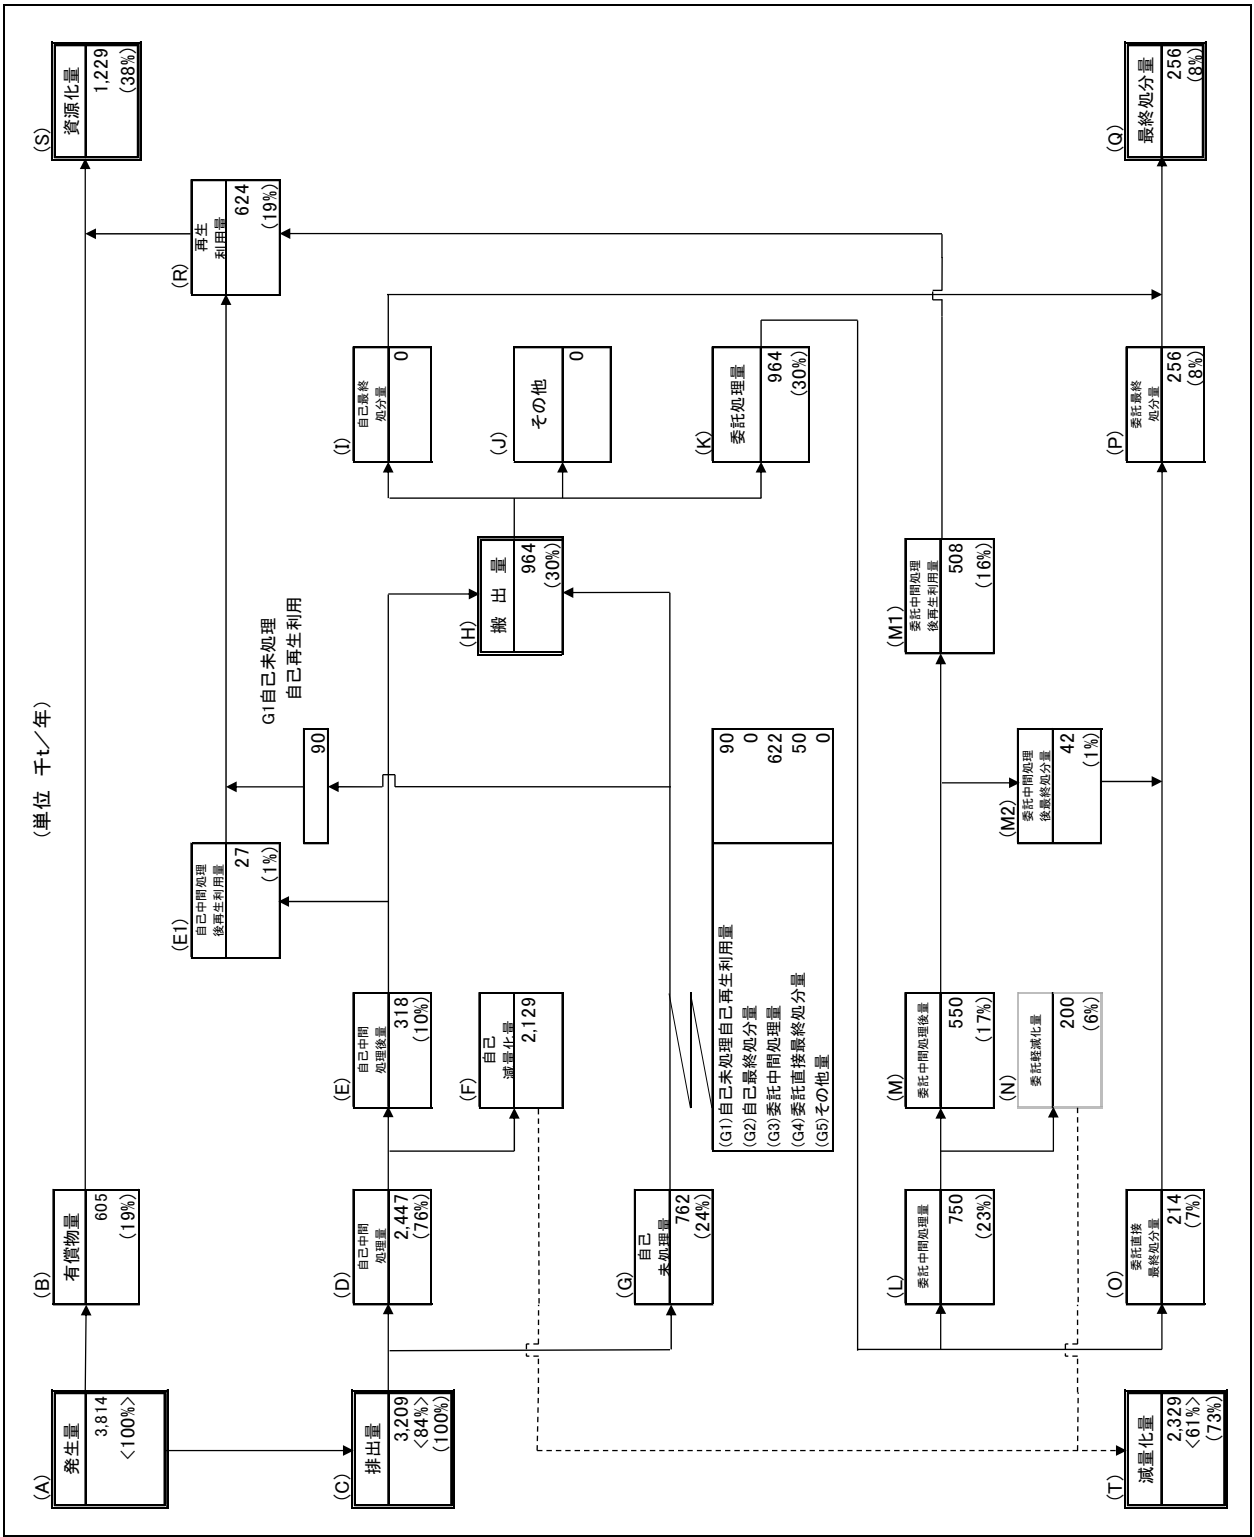 (単位 千t／年)
(A)
発生量
3,814
<100%>
(B)
有償物量
605
(19%)
(S)
資源化量
1,229
(38%)
(E1)
自己中間処理
後再生利用量
27
(1%)
(R)
再生
利用量
624
(19%)
G1自己未処理
自己再生利用
90
(C)
排出量
3,209
<84%>
(100%)
(D)
自己中間
処理量
2,447
(76%)
(E)
自己中間
処理後量
318
(10%)
(F)
自己
減量化量
2,129
(G)
自己
未処理量
762
(24%)
(H)
搬 出 量
964
(30%)
(I)
自己最終
処分量
0
(J)
その他
0
(K)
委託処理量
964
(30%)
(G1)自己未処理自己再生利用量 90
(G2)自己最終処分量 0
(G3)委託中間処理量 622
(G4)委託直接最終処分量 50
(G5)その他量 0
(L)
委託中間処理量
750
(23%)
(M)
委託中間処理後量
550
(17%)
(M1)
委託中間処理
後再生利用量
508
(16%)
(N)
委託軽減化量
200
(6%)
(M2)
委託中間処理
後最終処分量
42
(1%)
(T)
減量化量
2,329
<61%>
(73%)
(O)
委託直接
最終処分量
214
(7%)
(P)
委託最終
処分量
256
(8%)
(Q)
最終処分量
256
(8%)